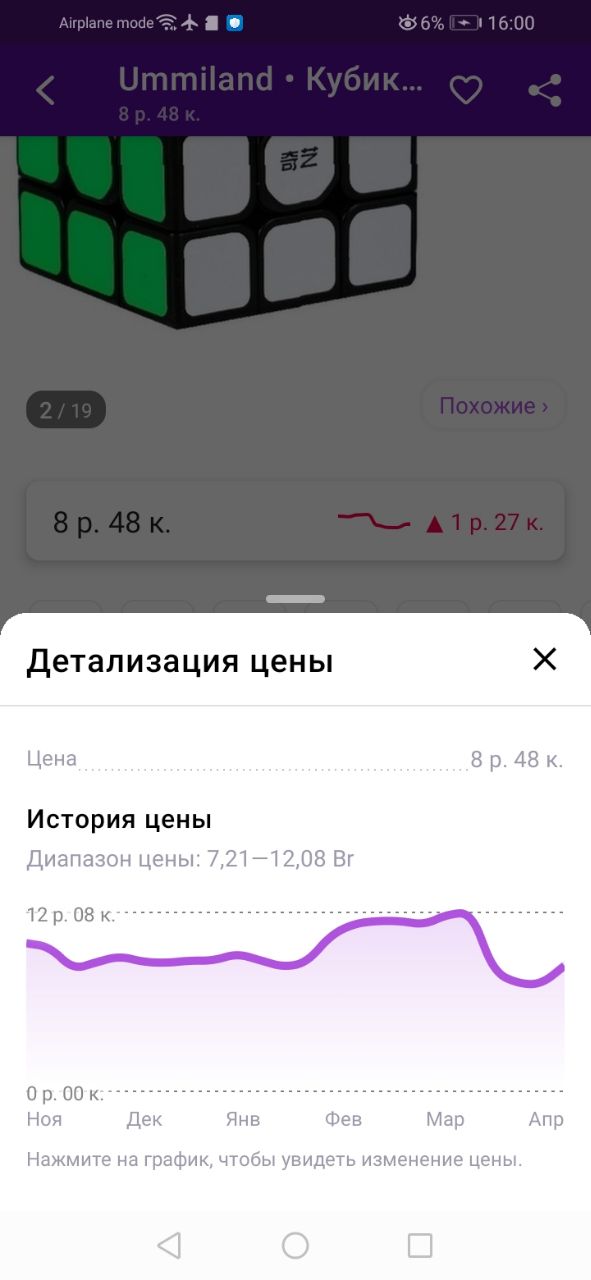 Airplane mode 6% 16:00
Ummiland • Кубик...
8 р. 48 к.
奇艺
2 / 19
Похожие ›
8 р. 48 к. ▲ 1 р. 27 к.
Детализация цены
Цена 8 р. 48 к.
История цены
Диапазон цены: 7,21—12,08 Br
12 р. 08 к.
0 р. 00 к.
Ноя Дек Янв Фев Мар Апр
Нажмите на график, чтобы увидеть изменение цены.